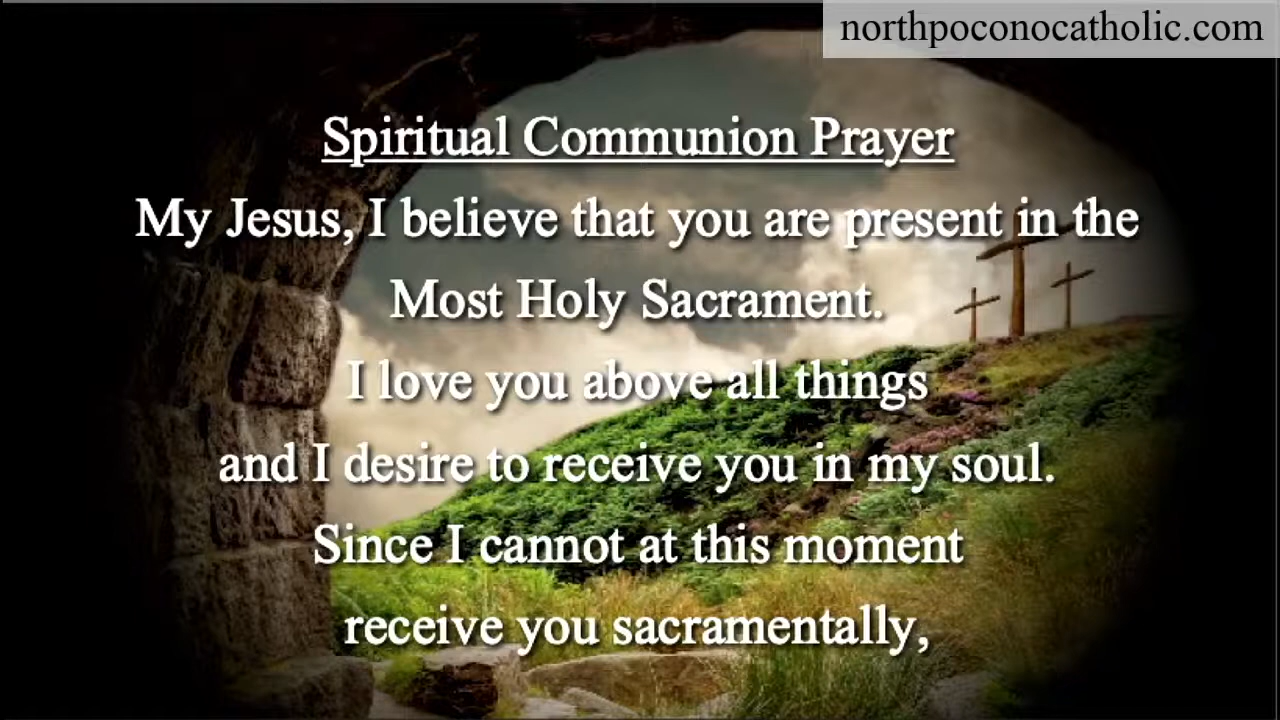 northpoconocatholic.com
Spiritual Communion Prayer
My Jesus, I believe that you are present in the
Most Holy Sacrament.
I love you above all things
and I desire to receive you in my soul.
Since I cannot at this moment
receive you sacramentally,